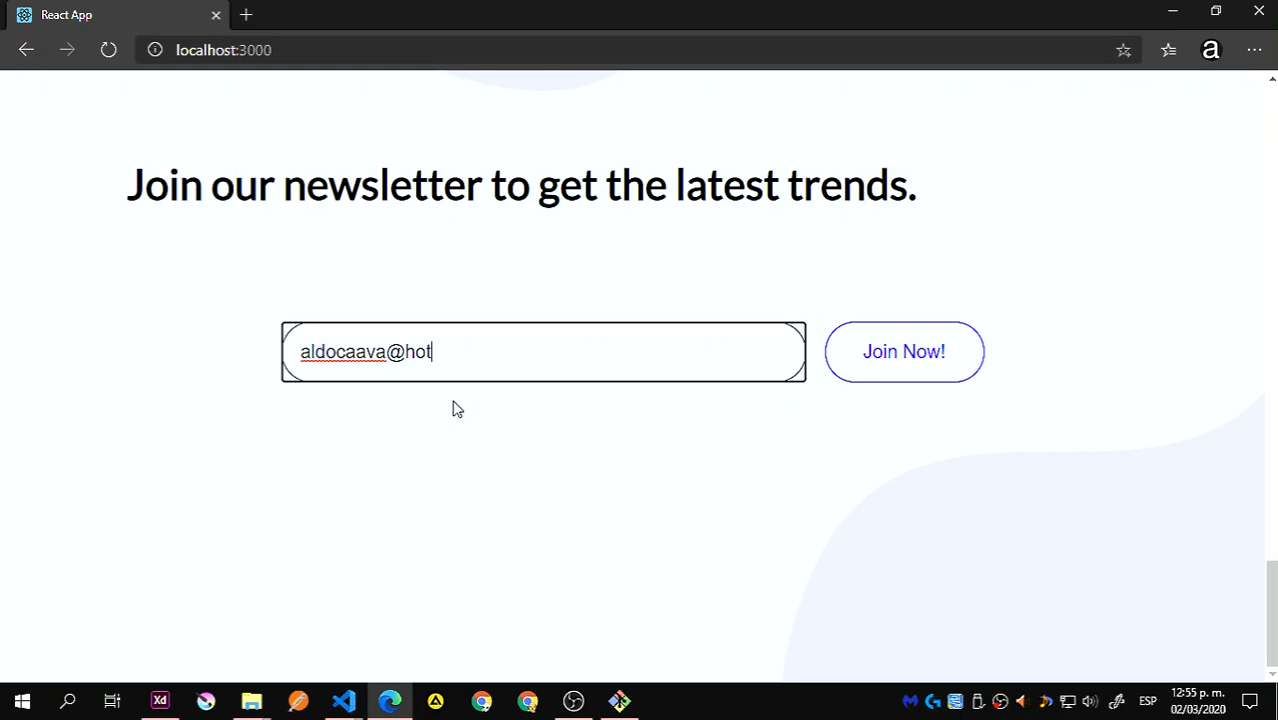 React App
localhost:3000
a
Join our newsletter to get the latest trends.
aldocaava@hot
Join Now!
Xd
ESP
12:55 p. m.
02/03/2020